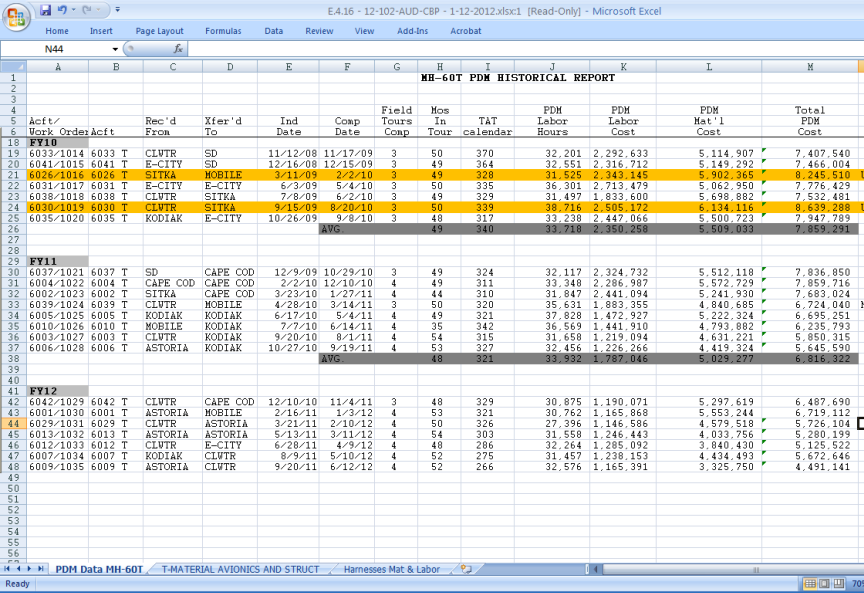 E.4.16 - 12-102-AUD-CBP - 1-12-2012.xlsx:1 [Read-Only] - Microsoft Excel
Home Insert Page Layout Formulas Data Review View Add-Ins Acrobat
N44 fx
A B C D E F G H I J K L M
1 MH-60T PDM HISTORICAL REPORT
2
3
4 Field Mos PDM PDM PDM Total
5 Acft/ Rec'd Xfer'd Ind Comp Tours In TAT Labor Labor Mat'l PDM
6 Work Order Acft From To Date Date Comp Tour calendar Hours Cost Cost Cost
18 FY10
19 6033/1014 6033 T CLWTR SD 11/12/08 11/17/09 3 50 370 32,201 2,292,633 5,114,907 7,407,540
20 6041/1015 6041 T E-CITY SD 12/16/08 12/15/09 3 49 364 32,551 2,316,712 5,149,292 7,466,004
21 6026/1016 6026 T SITKA MOBILE 3/11/09 2/2/10 3 49 328 31,525 2,343,145 5,902,365 8,245,510
22 6031/1017 6031 T E-CITY E-CITY 6/3/09 5/4/10 3 50 335 36,301 2,713,479 5,062,950 7,776,429
23 6038/1018 6038 T CLWTR SITKA 7/8/09 6/2/10 3 49 329 31,497 1,833,600 5,698,882 7,532,481
24 6030/1019 6030 T CLWTR SITKA 9/15/09 8/20/10 3 50 339 38,716 2,505,172 6,134,116 8,639,288
25 6035/1020 6035 T KODIAK E-CITY 10/26/09 9/8/10 3 48 317 33,238 2,447,066 5,500,723 7,947,789
26 AVG. 49 340 33,718 2,350,258 5,509,033 7,859,291
27
28
29 FY11
30 6037/1021 6037 T SD CAPE COD 12/9/09 10/29/10 3 49 324 32,117 2,324,732 5,512,118 7,836,850
31 6004/1022 6004 T CAPE COD CAPE COD 2/2/10 12/10/10 4 49 311 33,348 2,286,987 5,572,729 7,859,716
32 6002/1023 6002 T SITKA CAPE COD 3/23/10 1/27/11 4 44 310 31,847 2,441,094 5,241,930 7,683,024
33 6039/1024 6039 T CLWTR MOBILE 4/28/10 3/14/11 3 50 320 35,631 1,883,355 4,840,685 6,724,040
34 6005/1025 6005 T KODIAK KODIAK 6/17/10 5/4/11 4 49 321 37,828 1,472,927 5,222,324 6,695,251
35 6010/1026 6010 T MOBILE KODIAK 7/7/10 6/14/11 4 35 342 36,569 1,441,910 4,793,882 6,235,793
36 6003/1027 6003 T CLWTR KODIAK 9/20/10 8/1/11 4 54 315 31,658 1,219,094 4,631,221 5,850,315
37 6006/1028 6006 T ASTORIA KODIAK 10/27/10 9/19/11 4 53 327 32,456 1,226,266 4,419,324 5,645,590
38 AVG. 48 321 33,932 1,787,046 5,029,277 6,816,322
39
40
41 FY12
42 6042/1029 6042 T CLWTR CAPE COD 12/10/10 11/4/11 3 48 329 30,875 1,190,071 5,297,619 6,487,690
43 6001/1030 6001 T ASTORIA MOBILE 2/16/11 1/3/12 4 53 321 30,762 1,165,868 5,553,244 6,719,112
44 6029/1031 6029 T CLWTR ASTORIA 3/21/11 2/10/12 4 50 326 27,396 1,146,586 4,579,518 5,726,104
45 6013/1032 6013 T ASTORIA ASTORIA 5/13/11 3/11/12 4 54 303 31,558 1,246,443 4,033,756 5,280,199
46 6012/1033 6012 T CLWTR E-CITY 6/28/11 4/9/12 4 48 286 32,264 1,285,092 3,840,430 5,125,522
47 6007/1034 6007 T KODIAK CLWTR 8/9/11 5/10/12 4 52 275 31,457 1,238,153 4,434,493 5,672,646
48 6009/1035 6009 T ASTORIA CLWTR 9/20/11 6/12/12 4 52 266 32,576 1,165,391 3,325,750 4,491,141
49
50
51
52
53
54
55
56
PDM Data MH-60T T-MATERIAL AVIONICS AND STRUCT Harnesses Mat & Labor
Ready